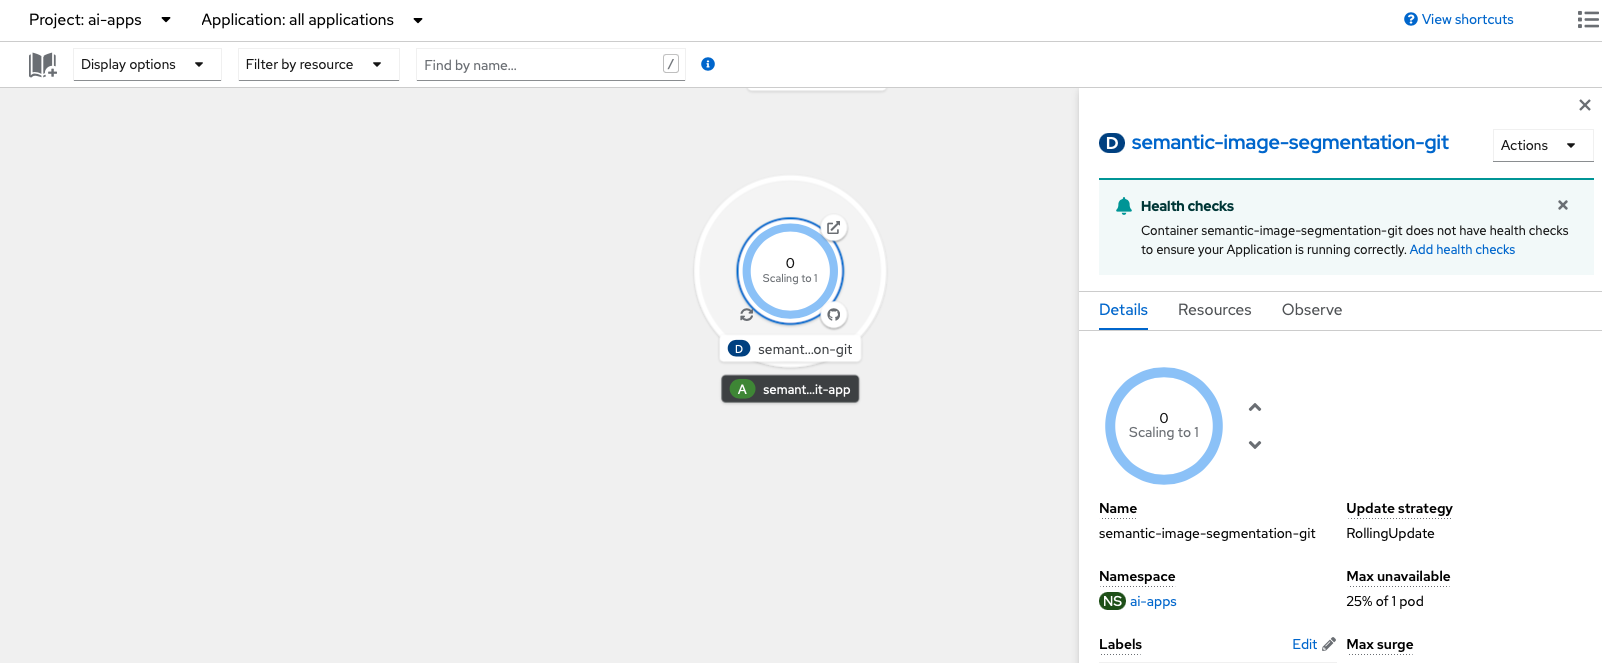 Project: ai-apps
Application: all applications
View shortcuts
Display options
Filter by resource
Find by name...
/
D semantic-image-segmentation-git
Actions
Health checks
Container semantic-image-segmentation-git does not have health checks
to ensure your Application is running correctly. Add health checks
Details
Resources
Observe
0
Scaling to 1
D semant...on-git
A semant...it-app
0
Scaling to 1
Name
semantic-image-segmentation-git
Update strategy
RollingUpdate
Namespace
NS ai-apps
Max unavailable
25% of 1 pod
Labels
Edit
Max surge